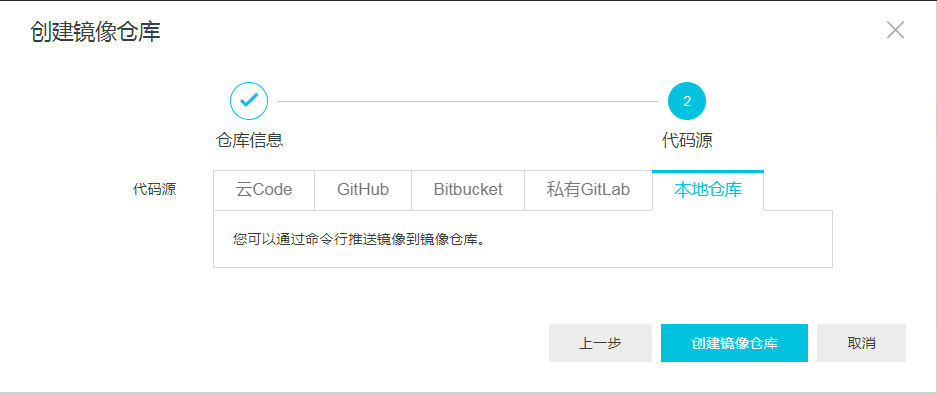 创建镜像仓库
2
仓库信息 代码源
代码源 云Code GitHub Bitbucket 私有GitLab 本地仓库
您可以通过命令行推送镜像到镜像仓库。
上一步 创建镜像仓库 取消